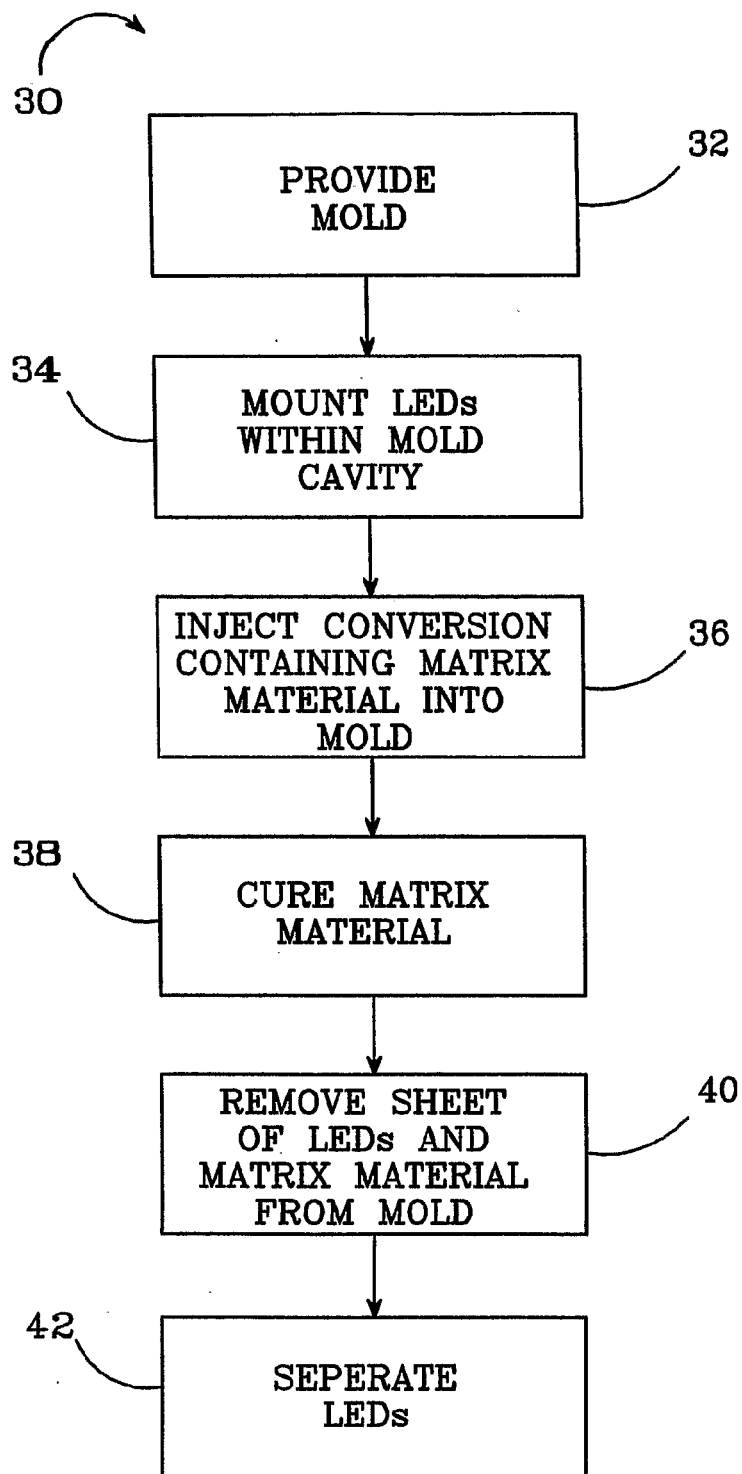 30
32
PROVIDE
MOLD
34
MOUNT LEDs
WITHIN MOLD
CAVITY
36
INJECT CONVERSION
CONTAINING MATRIX
MATERIAL INTO
MOLD
38
CURE MATRIX
MATERIAL
40
REMOVE SHEET
OF LEDs AND
MATRIX MATERIAL
FROM MOLD
42
SEPERATE
LEDs